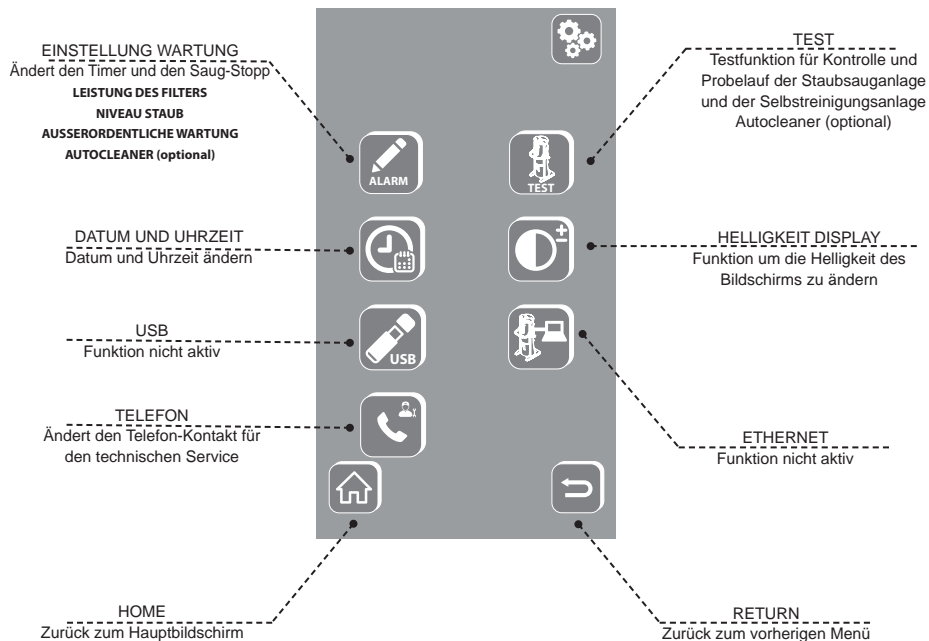 EINSTELLUNG WARTUNG
Ändert den Timer und den Saug-Stopp
LEISTUNG DES FILTERS
NIVEAU STAUB
AUSSERORDENTLICHE WARTUNG
AUTOCLEANER (optional)
DATUM UND UHRZEIT
Datum und Uhrzeit ändern
USB
Funktion nicht aktiv
TELEFON
Ändert den Telefon-Kontakt für
den technischen Service
HOME
Zurück zum Hauptbildschirm
ALARM
TEST
USB
TEST
Testfunktion für Kontrolle und
Probelauf der Staubsauganlage
und der Selbstreinigungsanlage
Autocleaner (optional)
HELLIGKEIT DISPLAY
Funktion um die Helligkeit des
Bildschirms zu ändern
ETHERNET
Funktion nicht aktiv
RETURN
Zurück zum vorherigen Menü